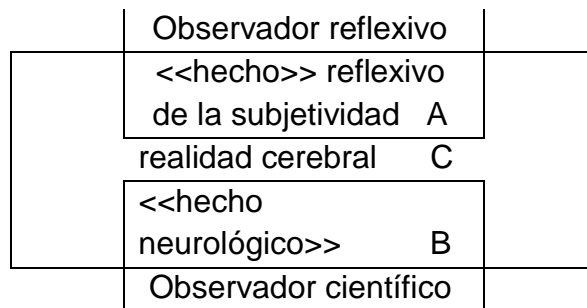 Observador reflexivo
<<hecho>> reflexivo
de la subjetividad A
realidad cerebral C
<<hecho
neurológico>> B
Observador científico